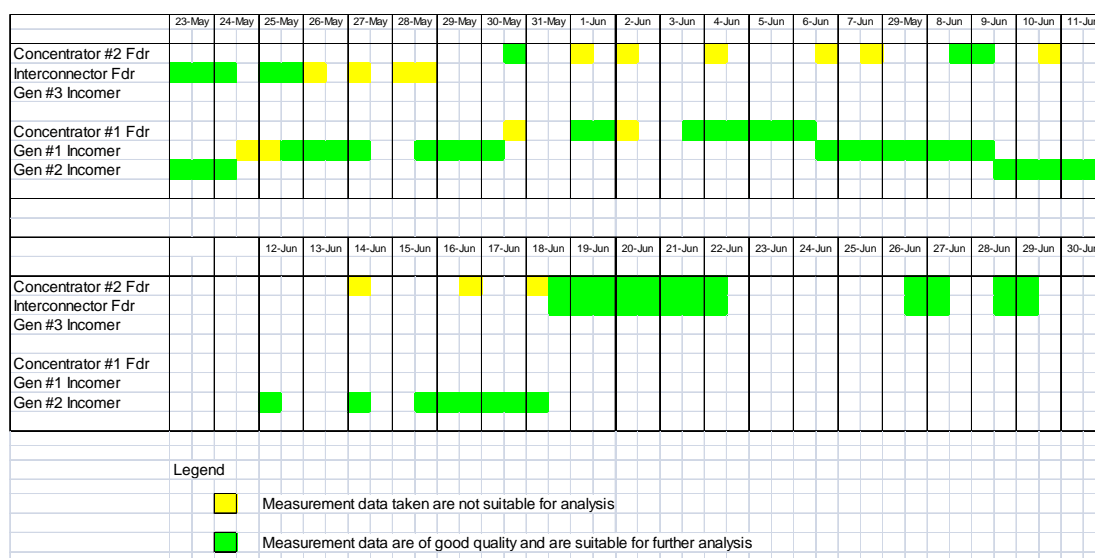 23-May 24-May 25-May 26-May 27-May 28-May 29-May 30-May 31-May 1-Jun 2-Jun 3-Jun 4-Jun 5-Jun 6-Jun 7-Jun 29-May 8-Jun 9-Jun 10-Jun 11-Jun
Concentrator #2 Fdr
Interconnector Fdr
Gen #3 Incomer
Concentrator #1 Fdr
Gen #1 Incomer
Gen #2 Incomer
12-Jun 13-Jun 14-Jun 15-Jun 16-Jun 17-Jun 18-Jun 19-Jun 20-Jun 21-Jun 22-Jun 23-Jun 24-Jun 25-Jun 26-Jun 27-Jun 28-Jun 29-Jun 30-Jun
Concentrator #2 Fdr
Interconnector Fdr
Gen #3 Incomer
Concentrator #1 Fdr
Gen #1 Incomer
Gen #2 Incomer
Legend
Measurement data taken are not suitable for analysis
Measurement data are of good quality and are suitable for further analysis